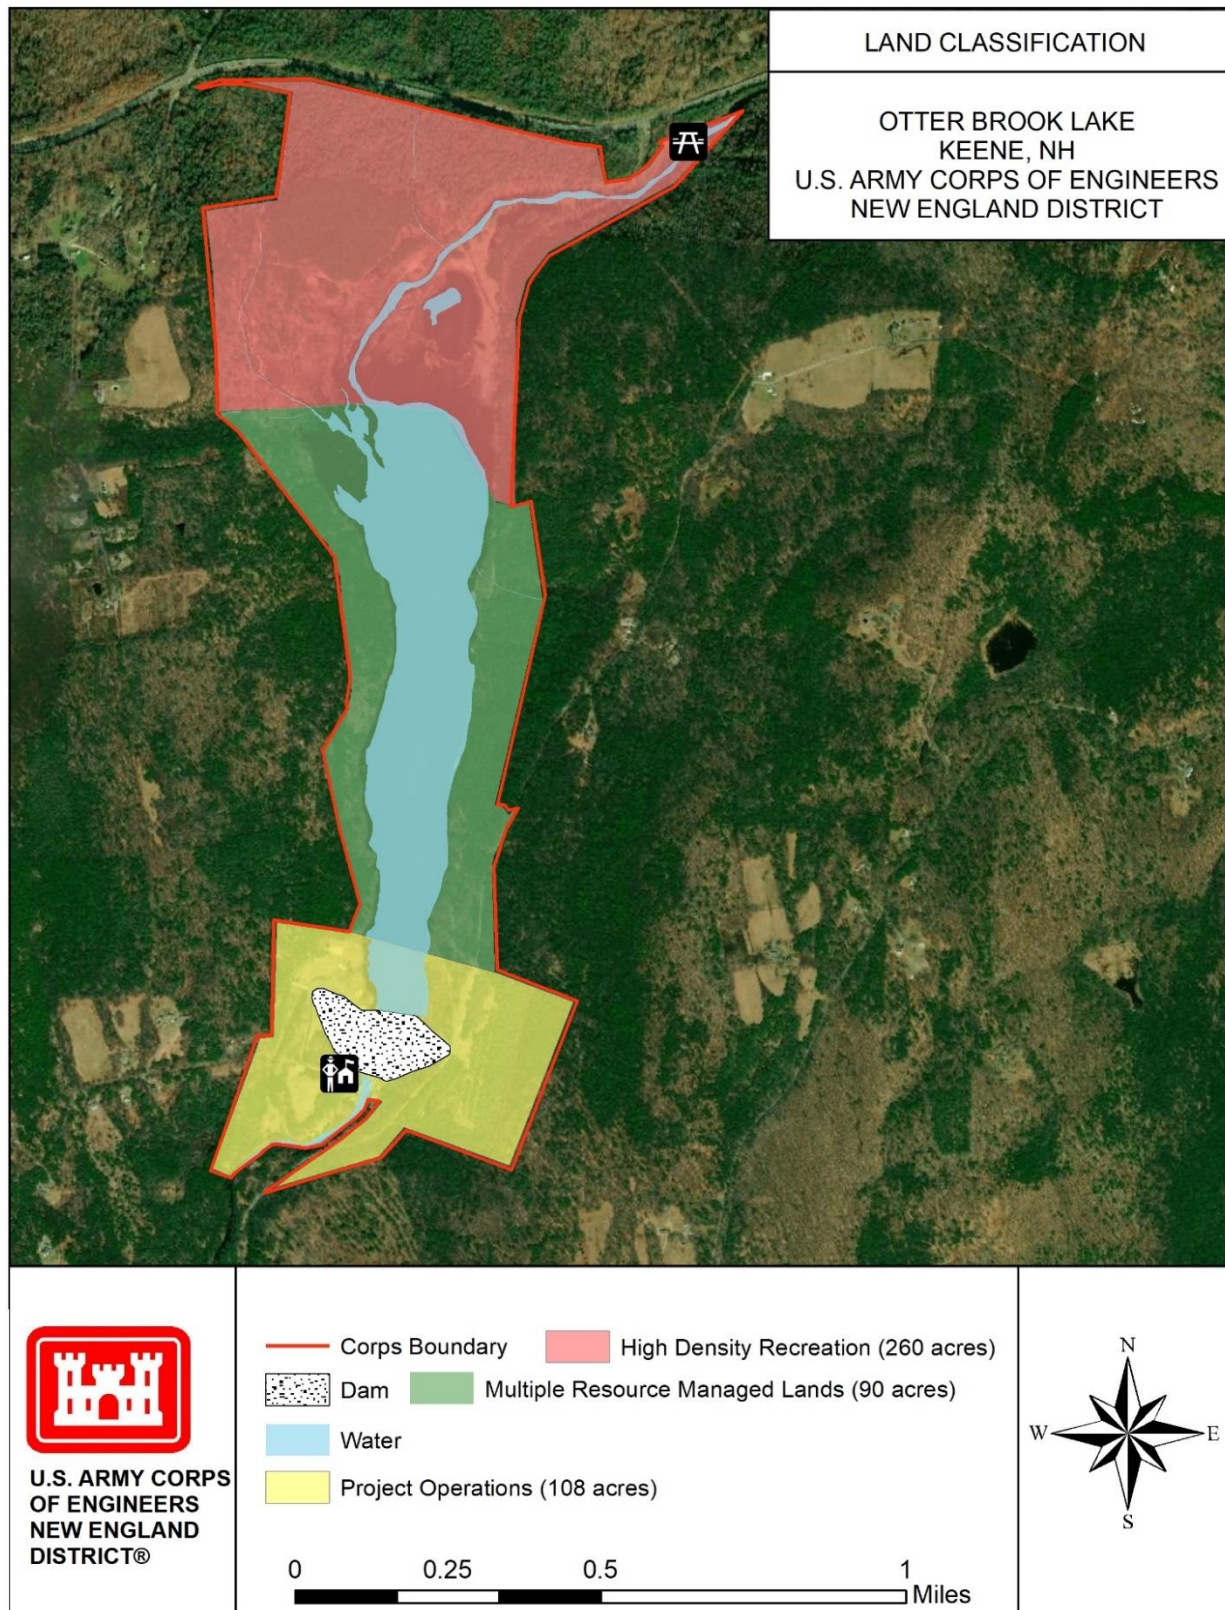 LAND CLASSIFICATION
OTTER BROOK LAKE
KEENE, NH
U.S. ARMY CORPS OF ENGINEERS
NEW ENGLAND DISTRICT
U.S. ARMY CORPS
OF ENGINEERS
NEW ENGLAND
DISTRICT®
Corps Boundary
High Density Recreation (260 acres)
Dam
Multiple Resource Managed Lands (90 acres)
Water
Project Operations (108 acres)
0 0.25 0.5 1
Miles
N
W E
S